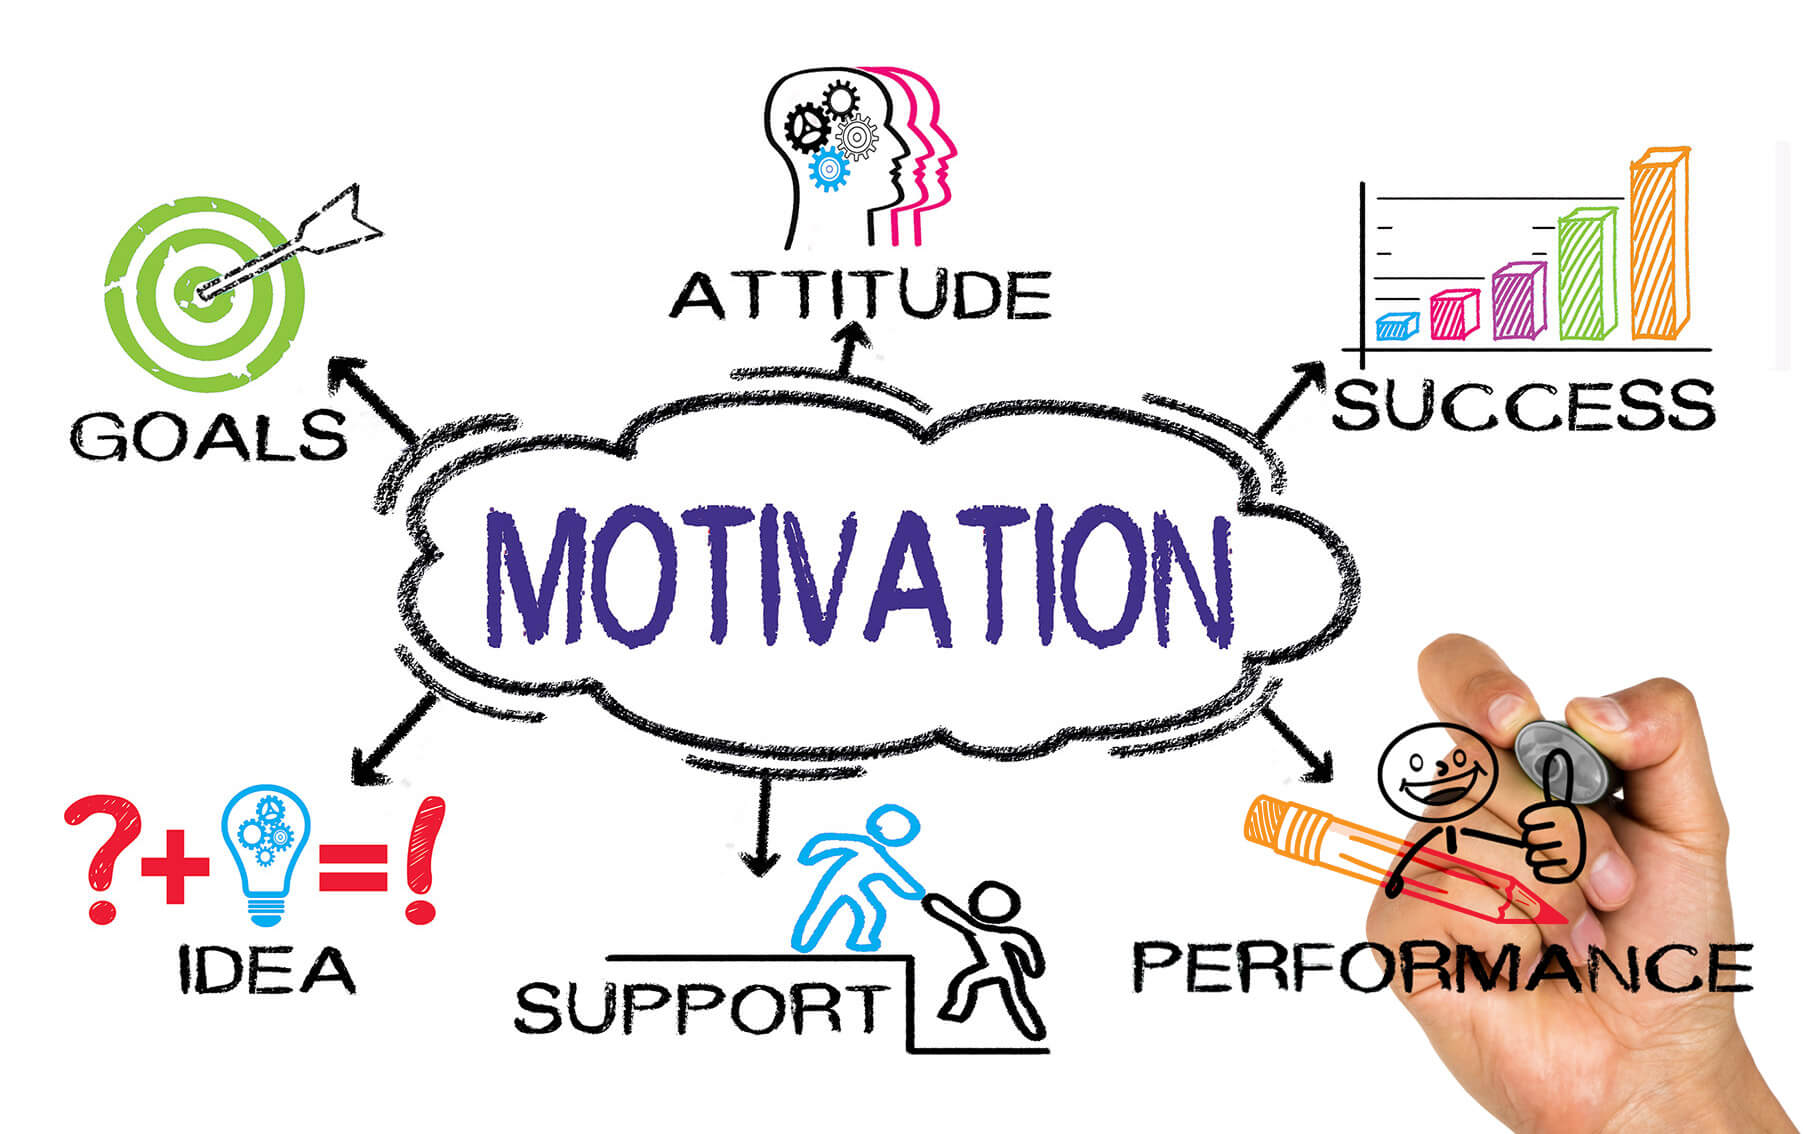 ATTITUDE
GOALS
SUCCESS
MOTIVATION
?+=!
IDEA
SUPPORT
PERFORMANCE